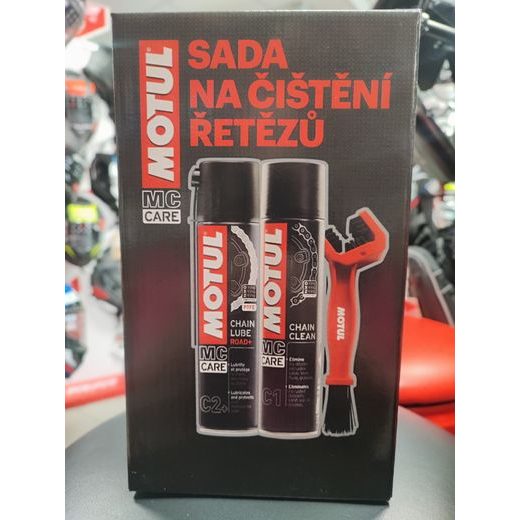 MOTUL
MC
CARE
SADA
NA ČIŠTĚNÍ
ŘETĚZŮ
MOTUL
CHAIN
LUBE
ROAD+
MC
CARE
C2+
MOTUL
CHAIN
CLEAN
MC
CARE
C1
MOTUL